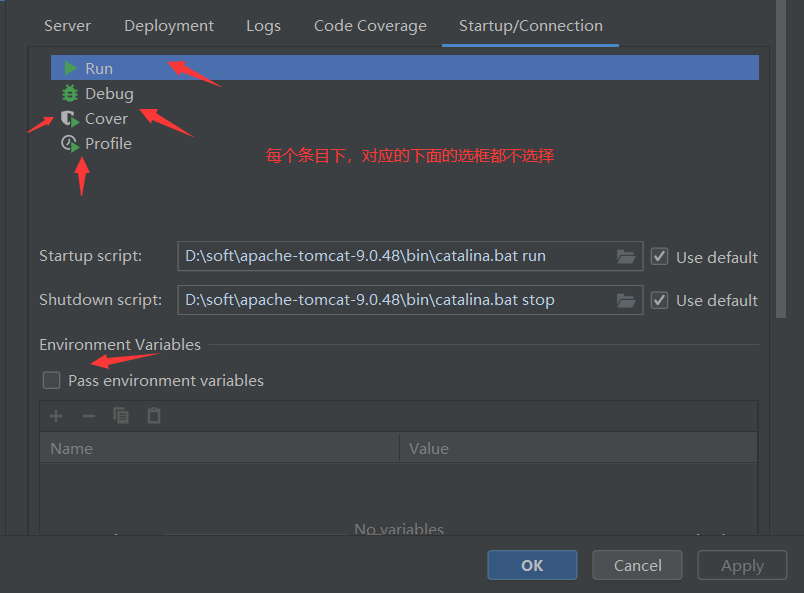 Server Deployment Logs Code Coverage Startup/Connection
Run
Debug
Cover
Profile
每个条目下，对应的下面的选框都不选择
Startup script: D:\soft\apache-tomcat-9.0.48\bin\catalina.bat run Use default
Shutdown script: D:\soft\apache-tomcat-9.0.48\bin\catalina.bat stop Use default
Environment Variables
Pass environment variables
Name Value
No variables
OK Cancel Apply